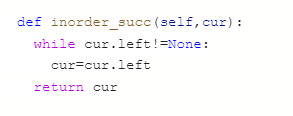 def inorder_succ(self,cur):
  while cur.left!=None:
    cur=cur.left
  return cur